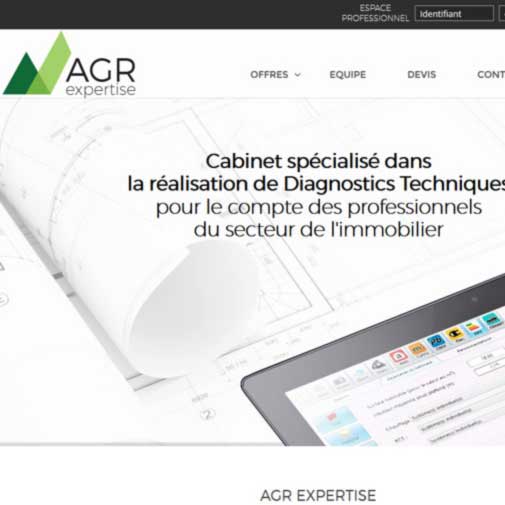 ESPACE
PROFESSIONNEL
Identifiant
AGR
expertise
OFFRES
EQUIPE
DEVIS
CONT
Cabinet spécialisé dans
la réalisation de Diagnostics Techniques
pour le compte des professionnels
du secteur de l'immobilier
AGR EXPERTISE